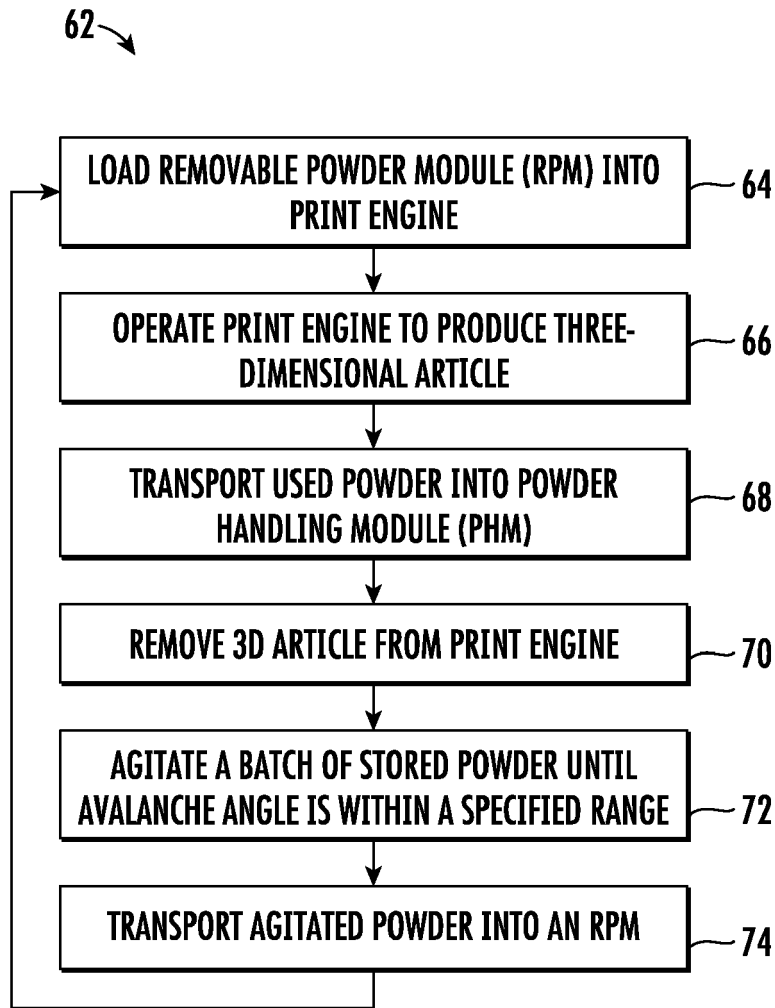 62
LOAD REMOVABLE POWDER MODULE (RPM) INTO
PRINT ENGINE
64
OPERATE PRINT ENGINE TO PRODUCE THREE-
DIMENSIONAL ARTICLE
66
TRANSPORT USED POWDER INTO POWDER
HANDLING MODULE (PHM)
68
REMOVE 3D ARTICLE FROM PRINT ENGINE
70
AGITATE A BATCH OF STORED POWDER UNTIL
AVALANCHE ANGLE IS WITHIN A SPECIFIED RANGE
72
TRANSPORT AGITATED POWDER INTO AN RPM
74